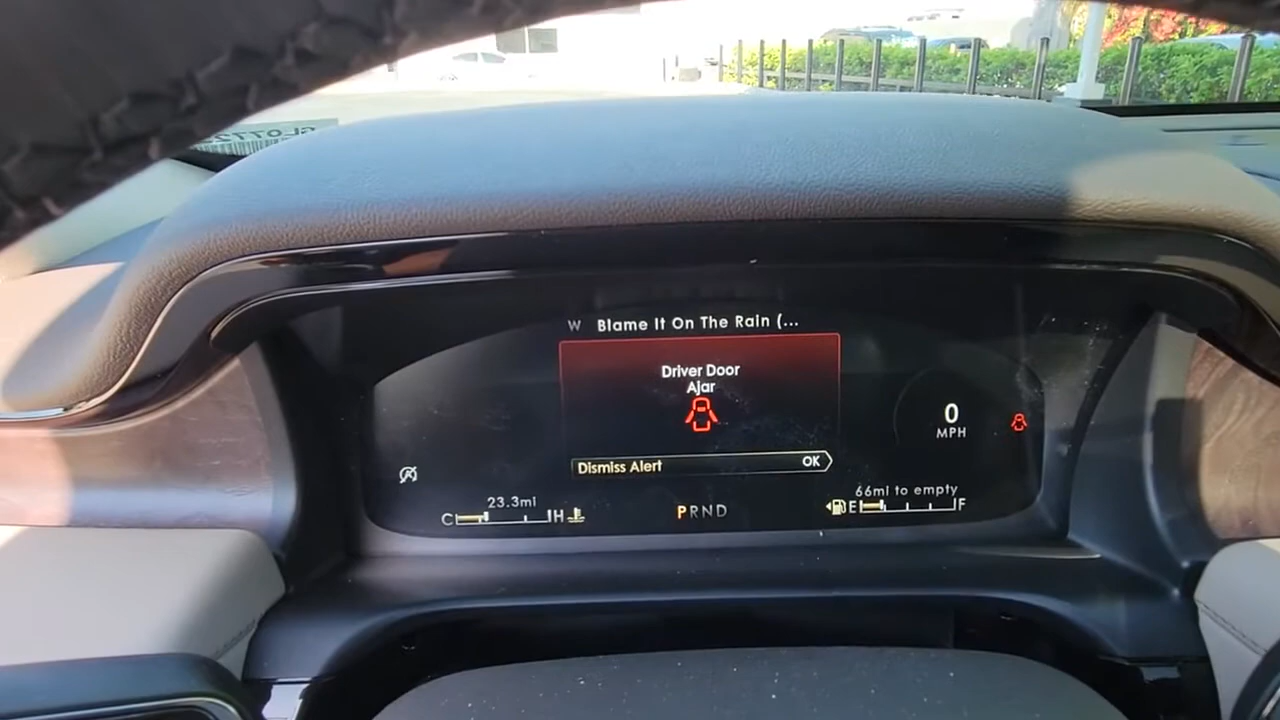 W Blame It On The Rain (...
Driver Door
Ajar
Dismiss Alert OK
0
MPH
23.3mi
C H
PRND
66mi to empty
E F